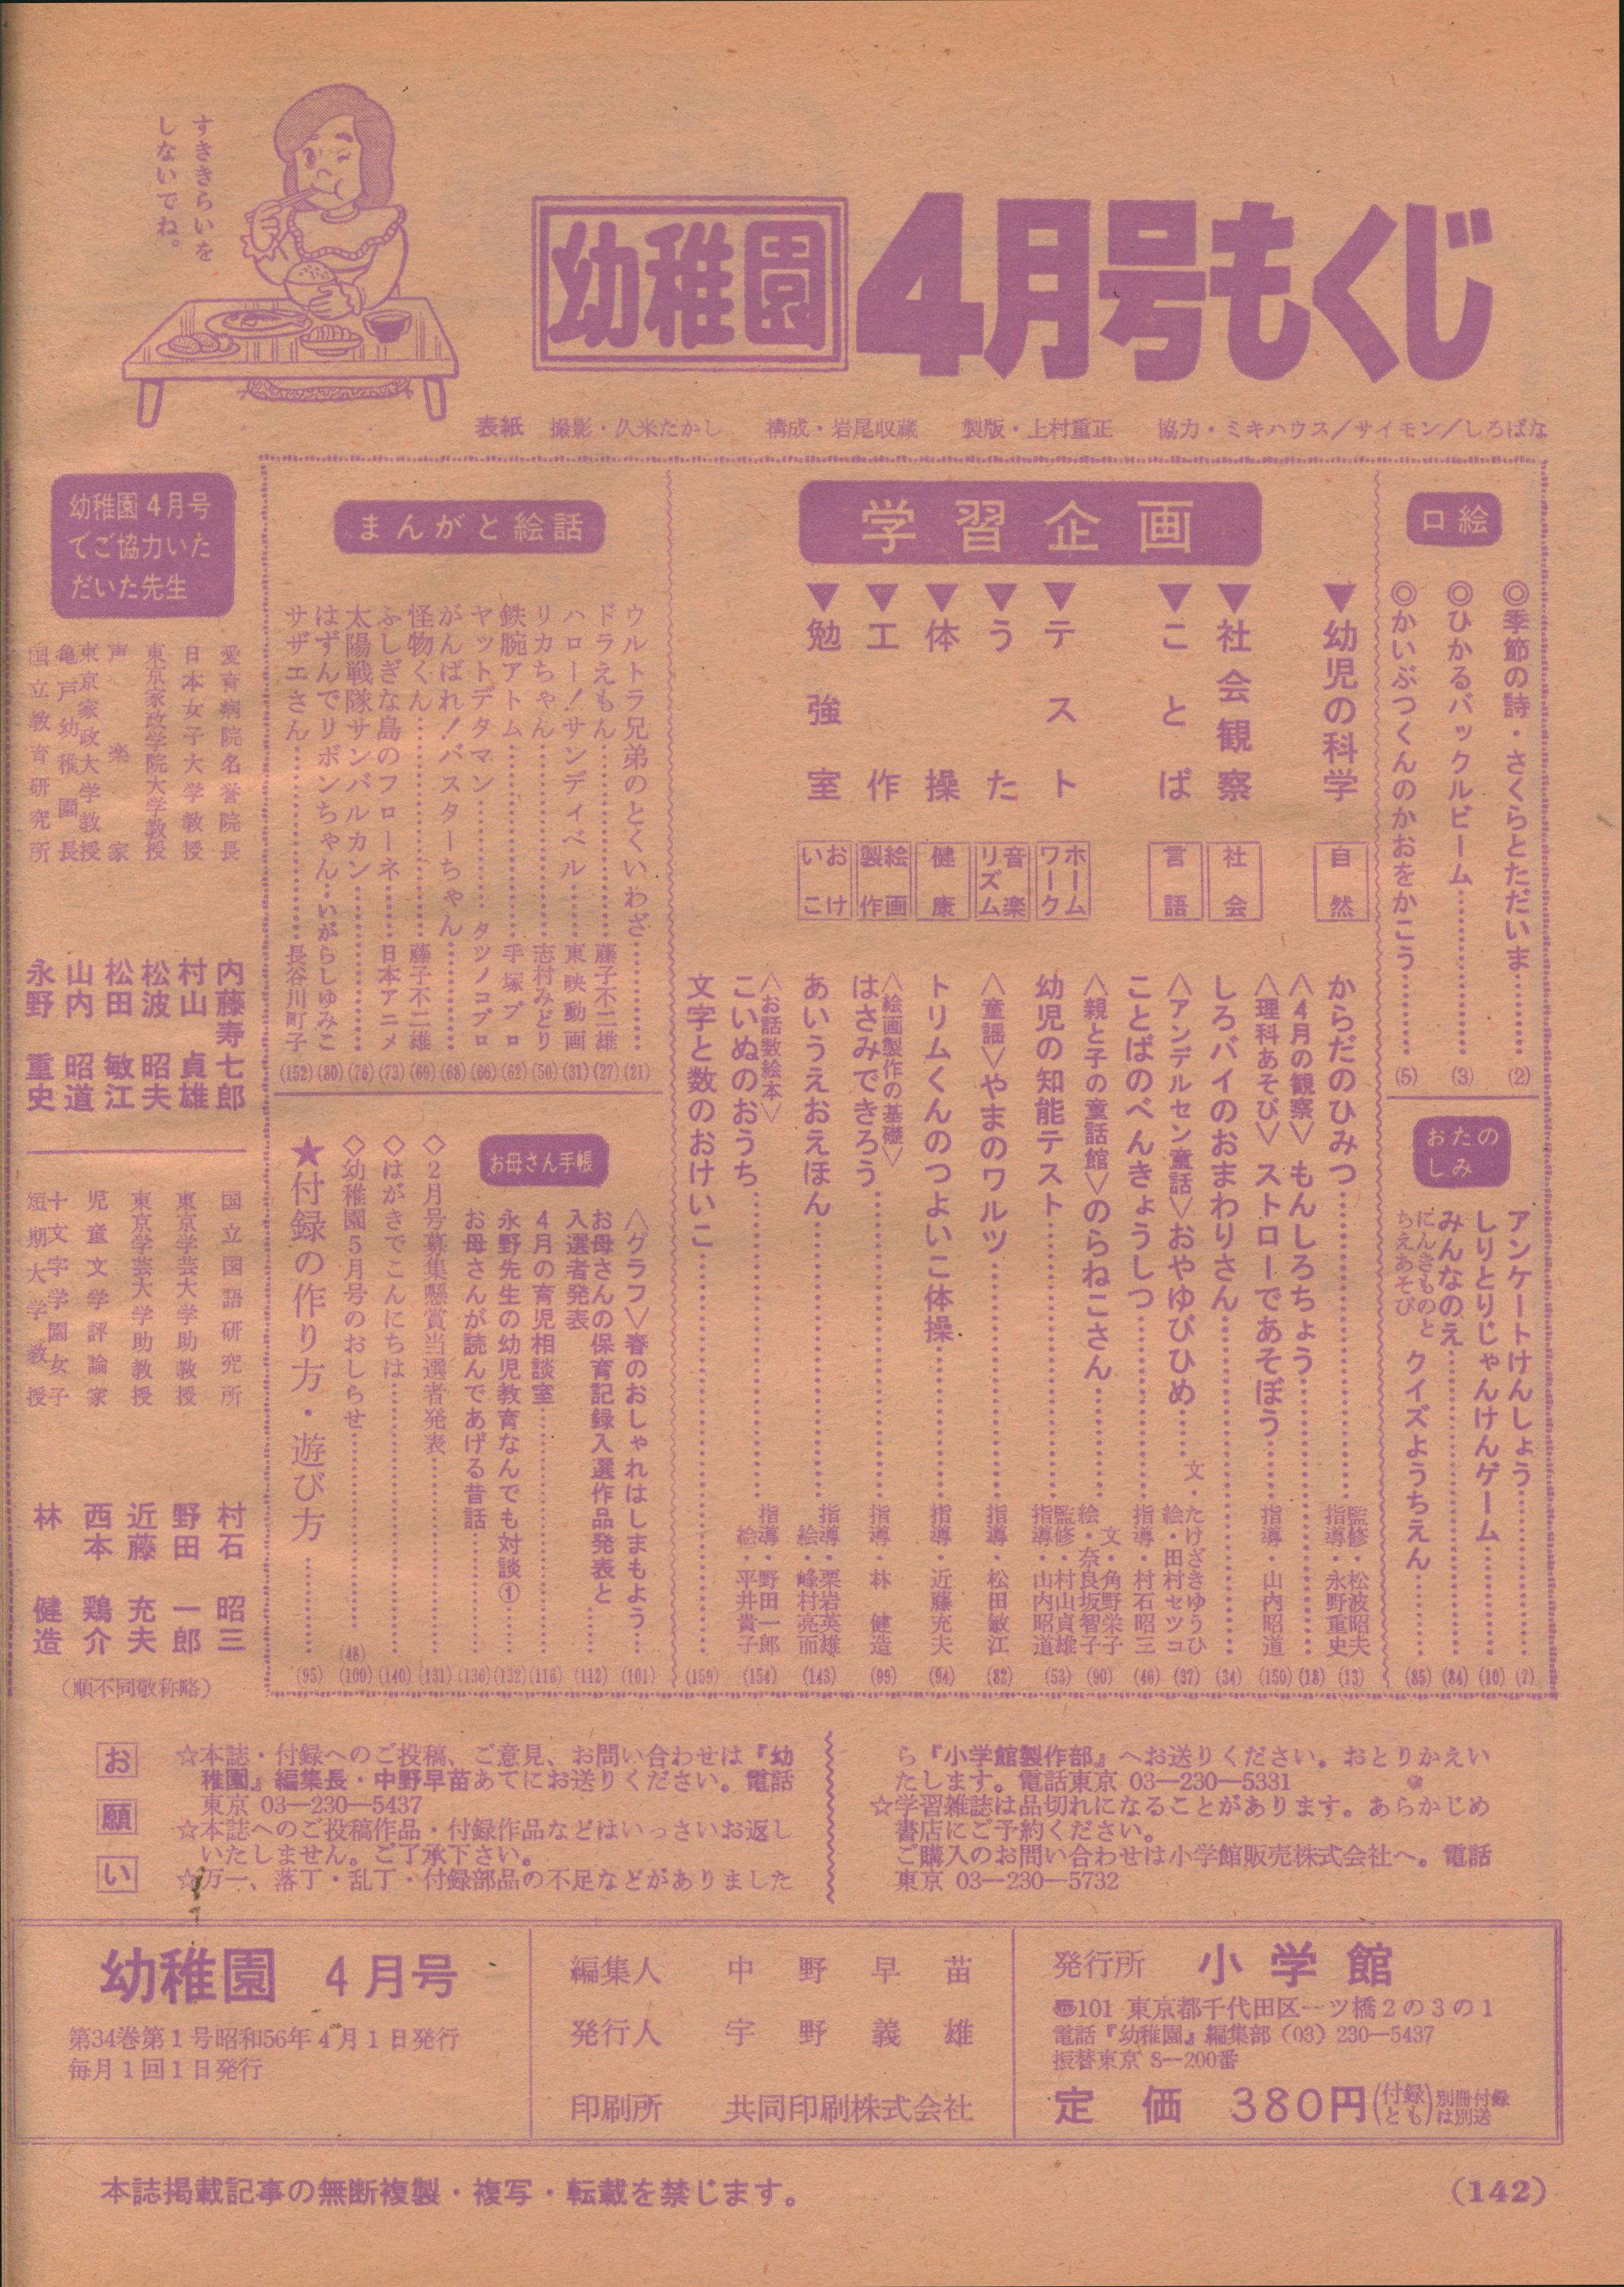 すききらいを
しないでね。
幼稚園 4月号もくじ
表紙 撮影・久米たかし 構成・岩尾収蔵 製版・上村重正 協力・ミキハウス／サイモン／しろばな
口絵
◎季節の詩・さくらとただいま………(2)
◎ひかるバックルビーム………(3)
◎かいぶつくんのかおをかこう………(5)
おたのしみ
アンケートけんしょう………(7)
しりとりじゃんけんゲーム………(10)
みんなのえ………(84)
にんきものと
ちえあそび
クイズようちえん………(85)
学習企画
▼幼児の科学
自然
からだのひみつ………監修・松波昭夫 指導・永野重史(13)
〈4月の観察〉もんしろちょう………(18)
〈理科あそび〉ストローであそぼう………指導・山内昭道(150)
▼社会観察
社会
しろバイのおまわりさん………(34)
▼ことば
言語
〈アンデルセン童話〉おやゆびひめ………文・たけざきゆうひ 絵・田村セツコ(37)
ことばのべんきょうしつ………指導・村石昭三(46)
〈親と子の童話館〉のらねこさん………文・角野栄子 絵・奈良坂智子(90)
▼テスト
ホームワーク
幼児の知能テスト………監修・村山貞雄 指導・山内昭道(53)
▼うた
音楽リズム
〈童謡〉やまのワルツ………指導・松田敏江(82)
▼体操
健康
トリムくんのつよいこ体操………指導・近藤充夫(94)
▼工作
絵画製作
〈絵画製作の基礎〉
はさみできろう………指導・林健造(99)
▼勉強室
おけいこ
あいうえおえほん………指導・栗岩英雄 絵・峰村亮而(143)
〈お話数絵本〉
こいぬのおうち………指導・野田一郎 絵・平井貴子(154)
文字と数のおけいこ………(159)
まんがと絵話
ウルトラ兄弟のとくいわざ………(21)
ドラえもん………藤子不二雄(27)
ハロー！サンディベル………東映動画(31)
リカちゃん………志村みどり(50)
鉄腕アトム………手塚プロ(62)
ヤットデタマン………タツノコプロ(66)
がんばれ！バスターちゃん………(68)
怪物くん………藤子不二雄(69)
ふしぎな島のフローネ………日本アニメ(73)
太陽戦隊サンバルカン………(76)
はずんでリボンちゃん…いがらしゆみこ(80)
サザエさん………長谷川町子(152)
お母さん手帳
〈グラフ〉春のおしゃれはしまもよう…(101)
お母さんの保育記録入選作品発表と
入選者発表………(112)
4月の育児相談室………(116)
永野先生の幼児教育なんでも対談①……(132)
お母さんが読んであげる昔話………(136)
◇2月号募集懸賞当選者発表………(131)
◇はがきでこんにちは………(140)
◇幼稚園5月号のおしらせ………(48)(100)
★付録の作り方・遊び方………(95)
幼稚園4月号
でご協力いた
だいた先生
愛育病院名誉院長 内藤寿七郎
日本女子大学教授 村山貞雄
東京家政学院大学教授 松波昭夫
声楽家 松田敏江
東京家政大学教授
亀戸幼稚園長 山内昭道
国立教育研究所 永野重史
国立国語研究所 村石昭三
東京学芸大学助教授 野田一郎
東京学芸大学助教授 近藤充夫
児童文学評論家 西本鶏介
十文字学園女子
短期大学教授 林健造
（順不同敬称略）
お願い
☆本誌・付録へのご投稿、ご意見、お問い合わせは『幼
稚園』編集長・中野早苗あてにお送りください。電話
東京 03―230―5437
☆本誌へのご投稿作品・付録作品などはいっさいお返し
いたしません。ご了承下さい。
☆万一、落丁・乱丁・付録部品の不足などがありました
ら『小学館製作部』へお送りください。おとりかえい
たします。電話東京 03―230―5331
☆学習雑誌は品切れになることがあります。あらかじめ
書店にご予約ください。
ご購入のお問い合わせは小学館販売株式会社へ。電話
東京 03―230―5732
幼稚園 4月号
第34巻第1号昭和56年4月1日発行
毎月1回1日発行
編集人 中野早苗
発行人 宇野義雄
印刷所 共同印刷株式会社
発行所 小学館
〠101 東京都千代田区一ツ橋2の3の1
電話『幼稚園』編集部（03）230―5437
振替東京 8―200番
定価 380円（付録とも）別冊付録は別送
本誌掲載記事の無断複製・複写・転載を禁じます。
（142）